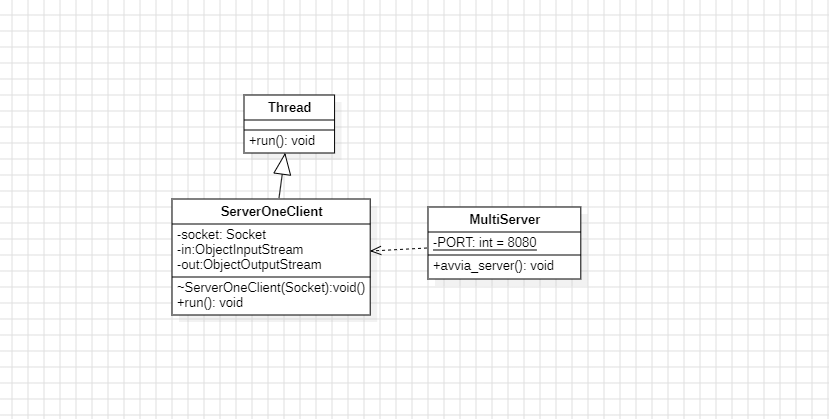 Thread
+run(): void
ServerOneClient
-socket: Socket
-in:ObjectInputStream
-out:ObjectOutputStream
~ServerOneClient(Socket):void()
+run(): void
MultiServer
-PORT: int = 8080
+avvia_server(): void